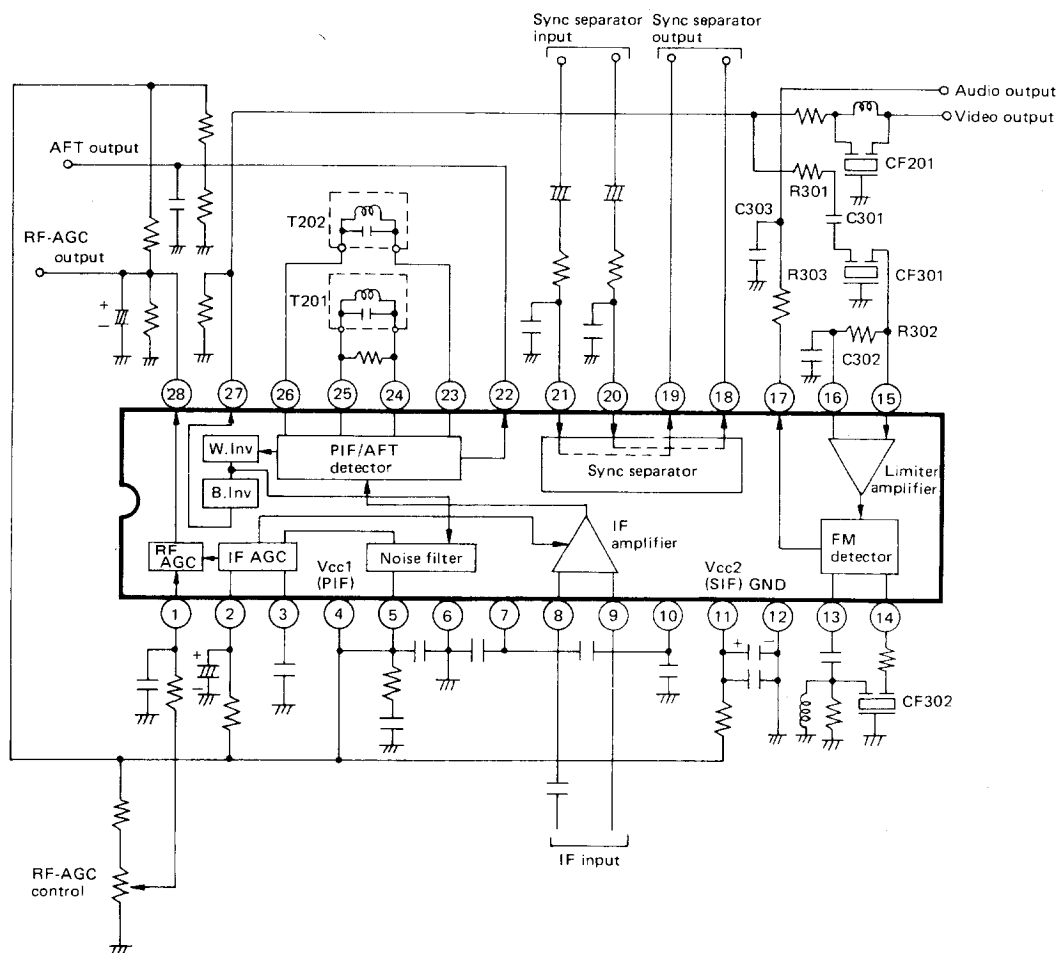 Sync separator
input
Sync separator
output
Audio output
Video output
AFT output
CF201
R301
T202
C303
C301
RF-AGC
output
R303
CF301
T201
R302
C302
28
27
26
25
24
23
22
21
20
19
18
17
16
15
W.Inv
PIF/AFT
detector
Sync separator
Limiter
amplifier
B.Inv
IF
amplifier
FM
detector
RF
AGC
IF AGC
Noise filter
Vcc1
(PIF)
Vcc2
(SIF) GND
1
2
3
4
5
6
7
8
9
10
11
12
13
14
+
−
+
−
+
−
CF302
IF input
RF-AGC
control